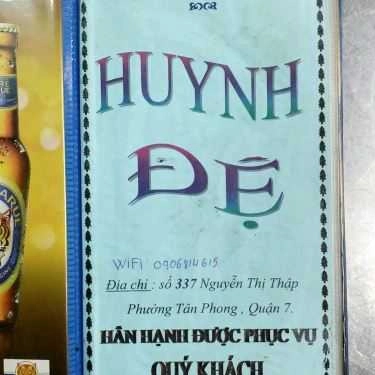 HUYNH
ĐỆ
WiFi 0906814615
Địa chỉ : số 337 Nguyễn Thị Thập
Phường Tân Phong , Quận 7.
HÂN HẠNH ĐƯỢC PHỤC VỤ
QUÝ KHÁCH